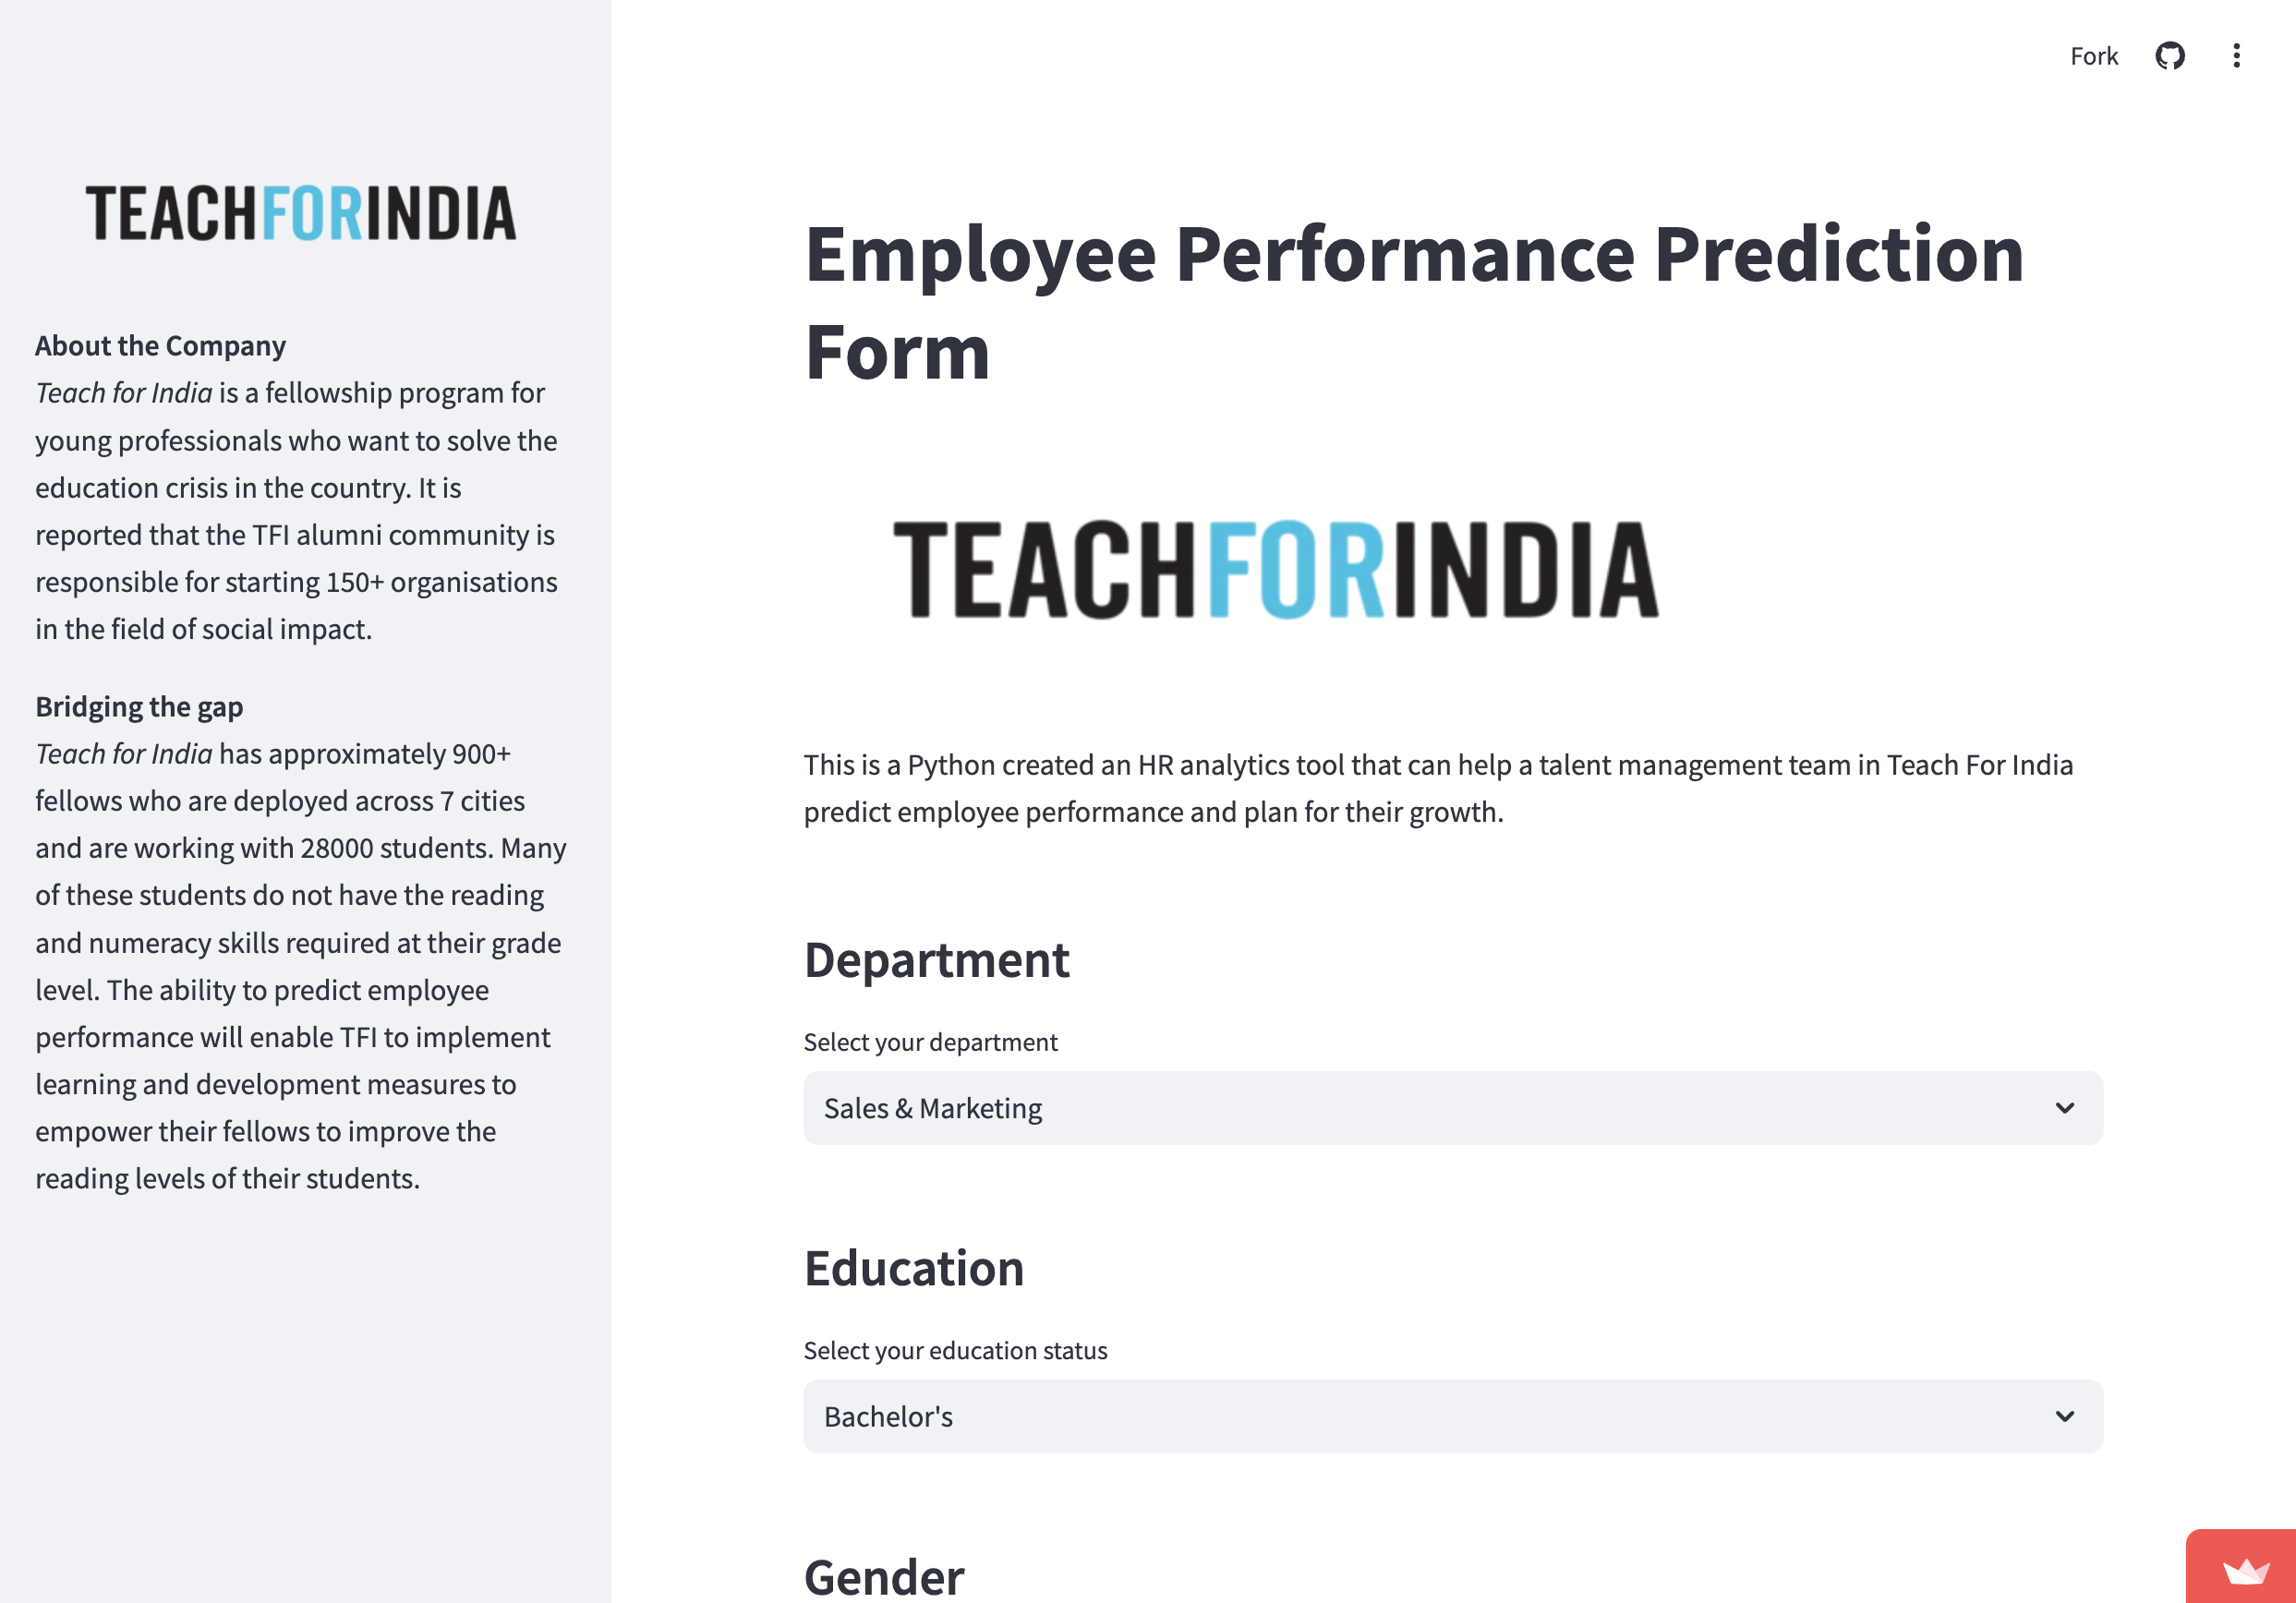 TEACHFORINDIA
About the Company
Teach for India is a fellowship program for
young professionals who want to solve the
education crisis in the country. It is
reported that the TFI alumni community is
responsible for starting 150+ organisations
in the field of social impact.
Bridging the gap
Teach for India has approximately 900+
fellows who are deployed across 7 cities
and are working with 28000 students. Many
of these students do not have the reading
and numeracy skills required at their grade
level. The ability to predict employee
performance will enable TFI to implement
learning and development measures to
empower their fellows to improve the
reading levels of their students.
Fork
Employee Performance Prediction
Form
TEACHFORINDIA
This is a Python created an HR analytics tool that can help a talent management team in Teach For India
predict employee performance and plan for their growth.
Department
Select your department
Sales & Marketing
Education
Select your education status
Bachelor's
Gender